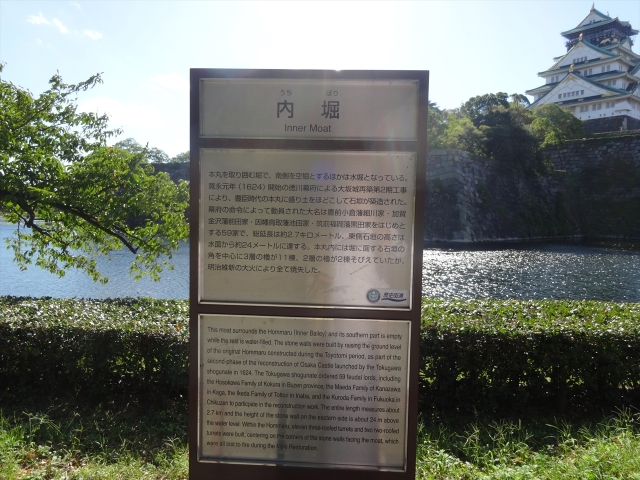 うち ぼり
内 堀
Inner Moat
本丸を取り囲む堀で、南側を空堀とするほかは水堀となっている。
寛永元年（1624）開始の徳川幕府による大坂城再築第2期工事
により、豊臣時代の本丸に盛り土をほどこして石垣が築造された。
幕府の命令によって動員された大名は豊前小倉藩細川家・加賀
金沢藩前田家・因幡鳥取藩池田家・筑前福岡藩黒田家をはじめと
する59家で、総延長は約2.7キロメートル、東側石垣の高さは
水面から約24メートルに達する。本丸内には堀に面する石垣の
角を中心に3層の櫓が11棟、2層の櫓が2棟そびえていたが、
明治維新の大火により全て焼失した。
This moat surrounds the Hommaru (Inner Bailey) and its southern part is empty
while the rest is water-filled. The stone walls were built by raising the ground level
of the original Hommaru constructed during the Toyotomi period, as part of the
second-phase of the reconstruction of Osaka Castle launched by the Tokugawa
shogunate in 1624. The Tokugawa shogunate ordered 59 feudal lords, including
the Hosokawa Family of Kokura in Buzen province, the Maeda Family of Kanazawa
in Kaga, the Ikeda Family of Tottori in Inaba, and the Kuroda Family in Fukuoka in
Chikuzen to participate in the reconstruction work. The entire length measures about
2.7 km and the height of the stone wall on the eastern side is about 24 m above
the water level. Within the Hommaru, eleven three-roofed turrets and two two-roofed
turrets were built, centering on the corners of the stone walls facing the moat, which
were all lost to fire during the Meiji Restoration.